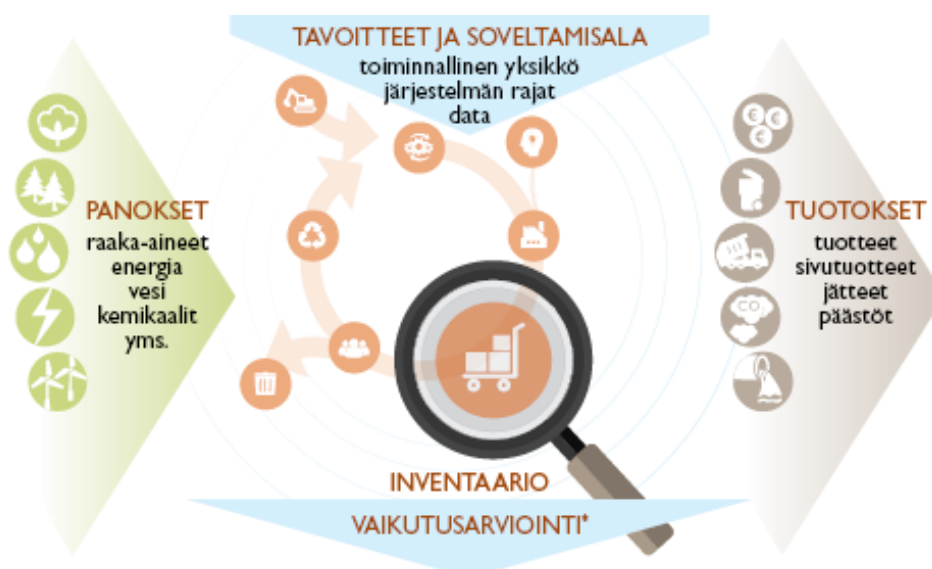 TAVOITTEET JA SOVELTAMISALA
toiminnallinen yksikkö
järjestelmän rajat
data
PANOKSET
raaka-aineet
energia
vesi
kemikaalit
yms.
TUOTOKSET
tuotteet
sivutuotteet
jätteet
päästöt
€
€
€
CO₂
INVENTAARIO
VAIKUTUSARVIOINTI*